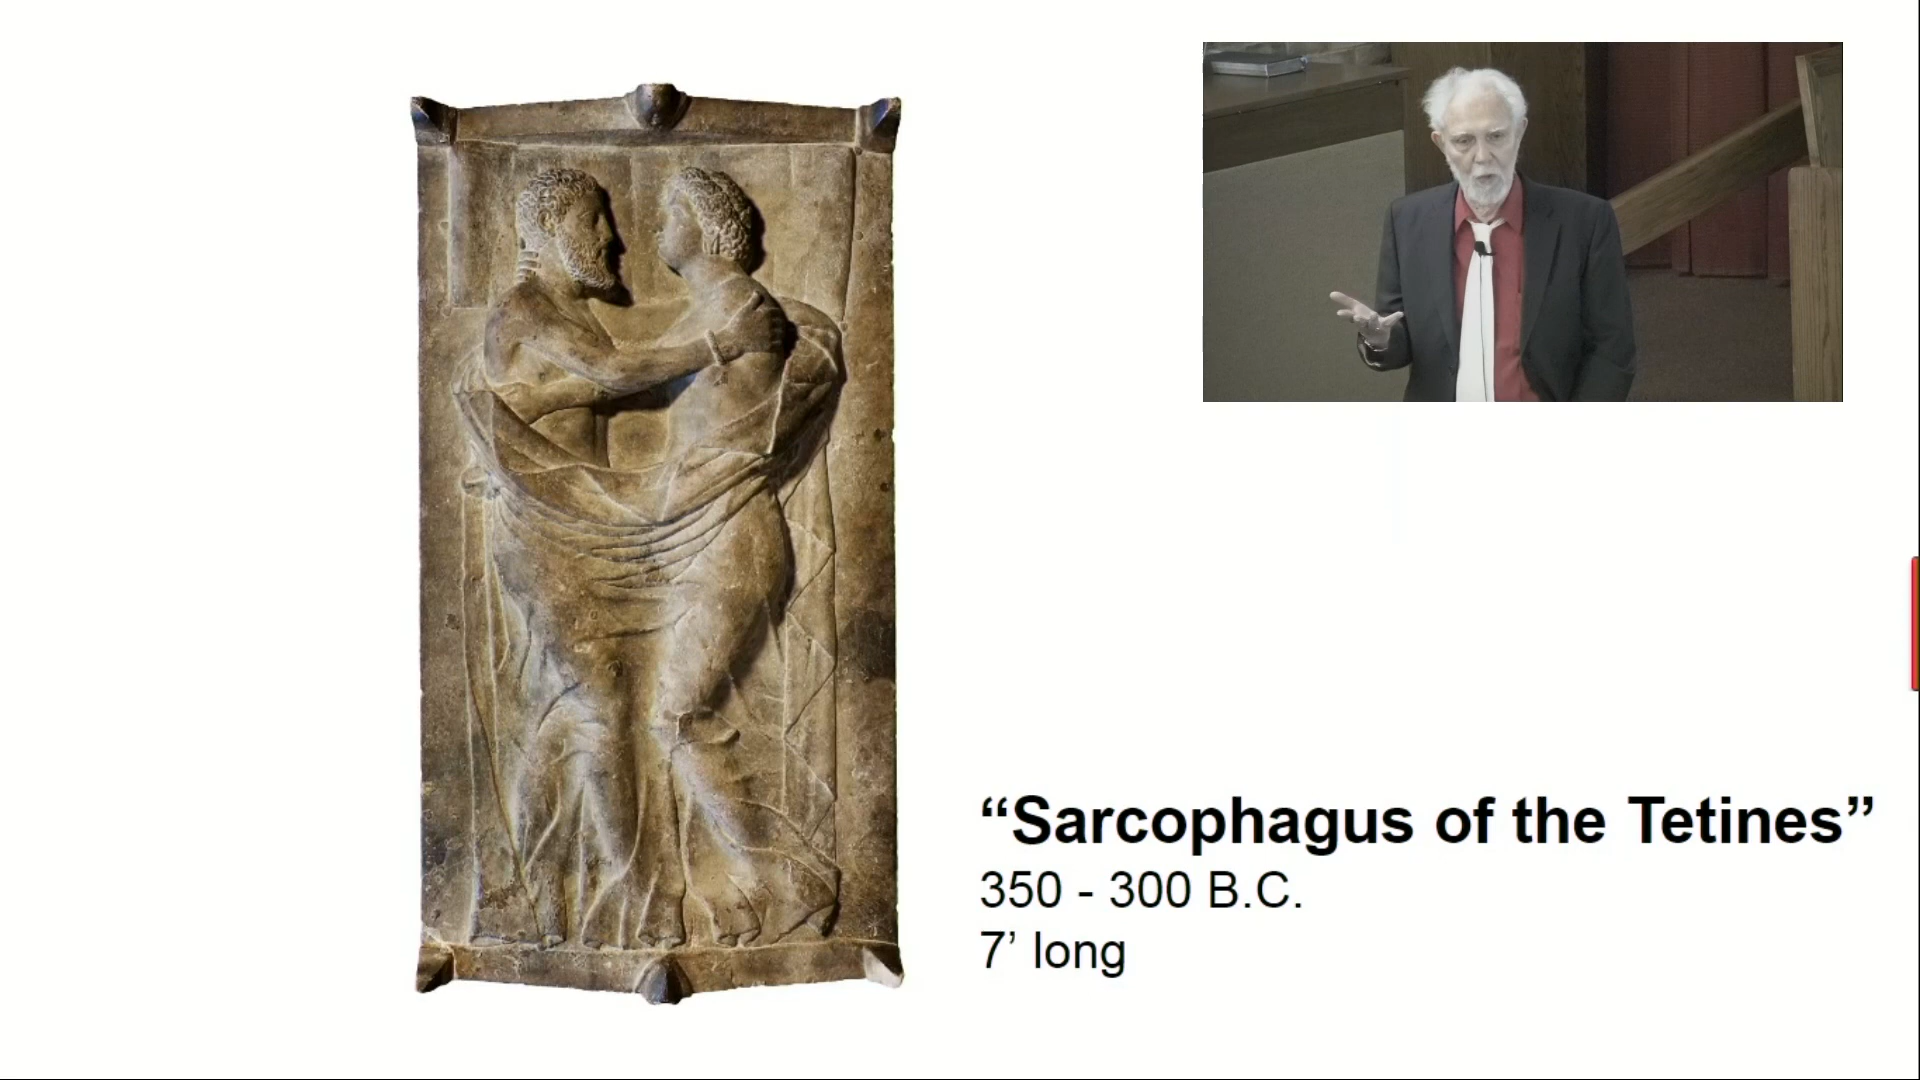 “Sarcophagus of the Tetines”
350 - 300 B.C.
7’ long